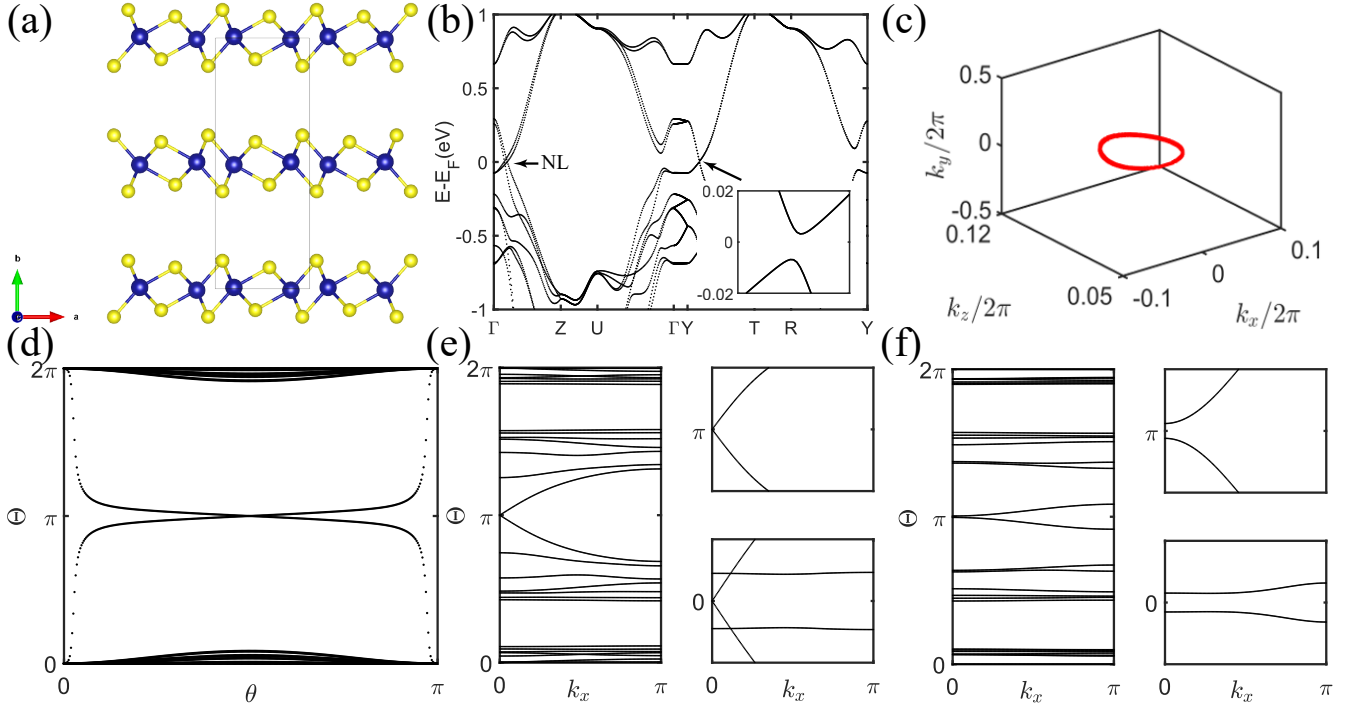 (a)
b
a
(b)
E-E_F(eV)
1
0.5
0
-0.5
-1
NL
0.02
0
-0.02
Γ
Z
U
Γ
Y
T
R
Y
(c)
k_y/2π
0.5
0
-0.5
0.12
0.05
-0.1
0
0.1
k_z/2π
k_x/2π
(d)
Θ
2π
π
0
0
θ
π
(e)
Θ
2π
π
0
0
k_x
π
π
0
0
k_x
π
(f)
2π
π
0
0
k_x
π
π
0
0
k_x
π